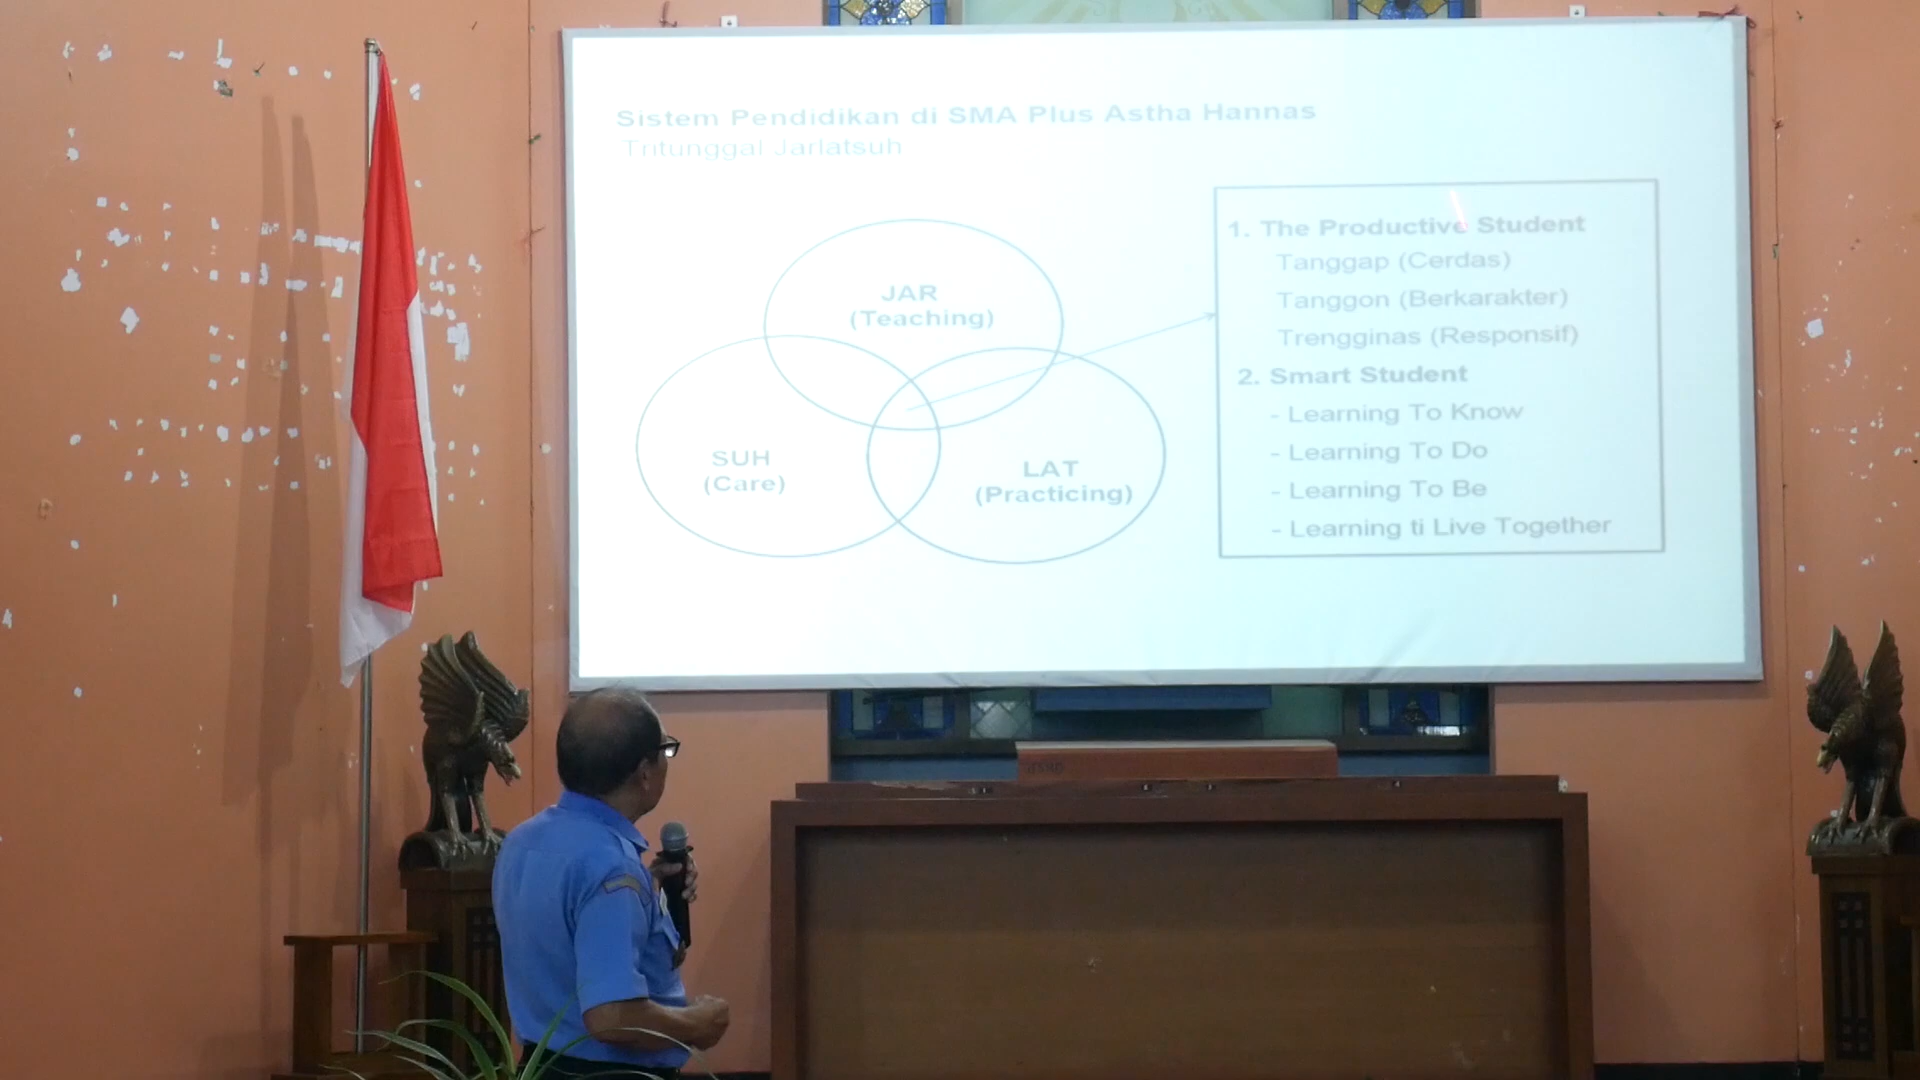 Sistem Pendidikan di SMA Plus Astha Hannas
Tritunggal Jarlatsuh
JAR
(Teaching)
SUH
(Care)
LAT
(Practicing)
1. The Productive Student
Tanggap (Cerdas)
Tanggon (Berkarakter)
Trengginas (Responsif)
2. Smart Student
- Learning To Know
- Learning To Do
- Learning To Be
- Learning ti Live Together